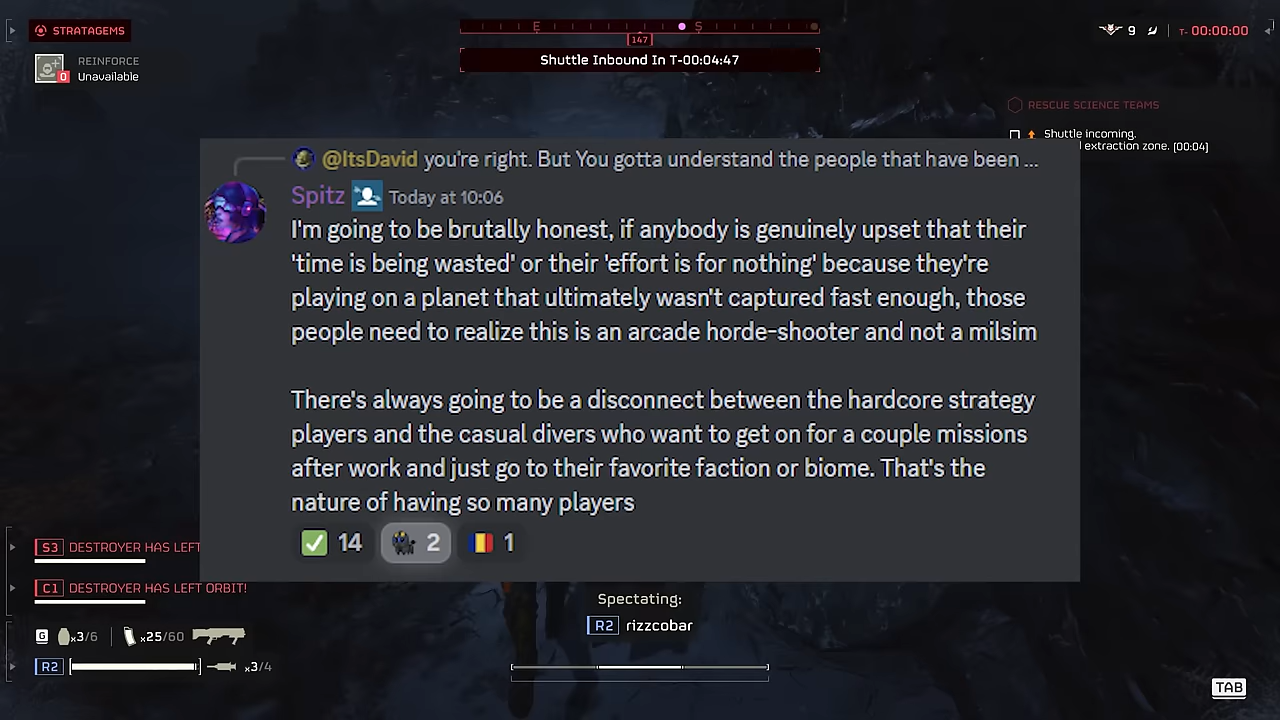 STRATAGEMS
E
S
147
9
T- 00:00:00
Shuttle Inbound In T-00:04:47
REINFORCE
0
Unavailable
RESCUE SCIENCE TEAMS
Shuttle incoming.
extraction zone. [00:04]
@ItsDavid you're right. But You gotta understand the people that have been ...
Spitz Today at 10:06
I'm going to be brutally honest, if anybody is genuinely upset that their
'time is being wasted' or their 'effort is for nothing' because they're
playing on a planet that ultimately wasn't captured fast enough, those
people need to realize this is an arcade horde-shooter and not a milsim
There's always going to be a disconnect between the hardcore strategy
players and the casual divers who want to get on for a couple missions
after work and just go to their favorite faction or biome. That's the
nature of having so many players
14 2 1
S3 DESTROYER HAS LEFT
C1 DESTROYER HAS LEFT ORBIT!
Spectating:
R2 rizzcobar
G x3/6 x25/60
R2 x3/4
TAB